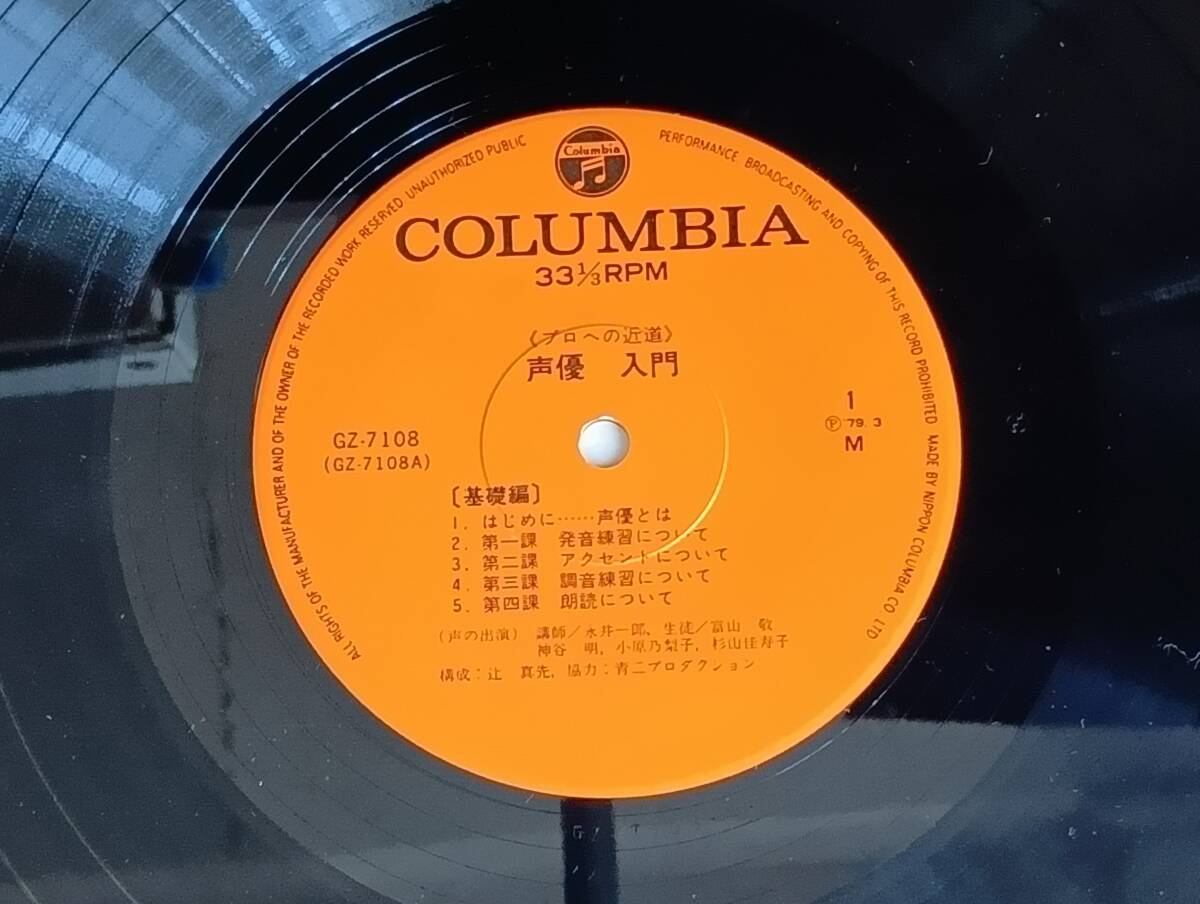 Columbia
COLUMBIA
33⅓RPM
《プロへの近道》
声優 入門
GZ-7108
(GZ-7108A)
1
Ⓟ'79. 3
M
〔基礎編〕
1. はじめに……声優とは
2. 第一課 発音練習について
3. 第二課 アクセントについて
4. 第三課 調音練習について
5. 第四課 朗読について
(声の出演) 講師/永井一郎、生徒/富山 敬
神谷 明, 小原乃梨子, 杉山佳寿子
構成:辻 真先, 協力:青二プロダクション
ALL RIGHTS OF THE MANUFACTURER AND OF THE OWNER OF THE RECORDED WORK RESERVED UNAUTHORIZED PUBLIC PERFORMANCE BROADCASTING AND COPYING OF THIS RECORD PROHIBITED MADE BY NIPPON COLUMBIA CO LTD